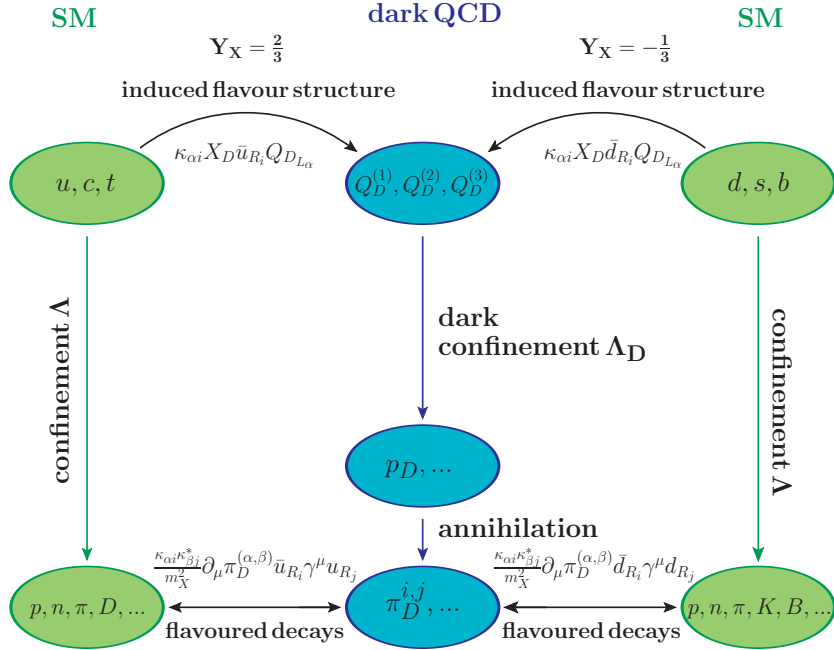 SM dark QCD SM
Y_X = 2/3 Y_X = −1/3
induced flavour structure induced flavour structure
κ_{αi} X_D ū_{R_i} Q_{D_{L_α}} κ_{αi} X_D d̄_{R_i} Q_{D_{L_α}}
u, c, t Q_D^{(1)}, Q_D^{(2)}, Q_D^{(3)} d, s, b
confinement Λ
dark
confinement Λ_D
confinement Λ
p_D, ...
annihilation
κ_{αi}κ*_{βj}/m_X^2 ∂_μ π_D^{(α,β)} ū_{R_i} γ^μ u_{R_j} κ_{αi}κ*_{βj}/m_X^2 ∂_μ π_D^{(α,β)} d̄_{R_i} γ^μ d_{R_j}
p, n, π, D, ... π_D^{i,j}, ... p, n, π, K, B, ...
flavoured decays flavoured decays